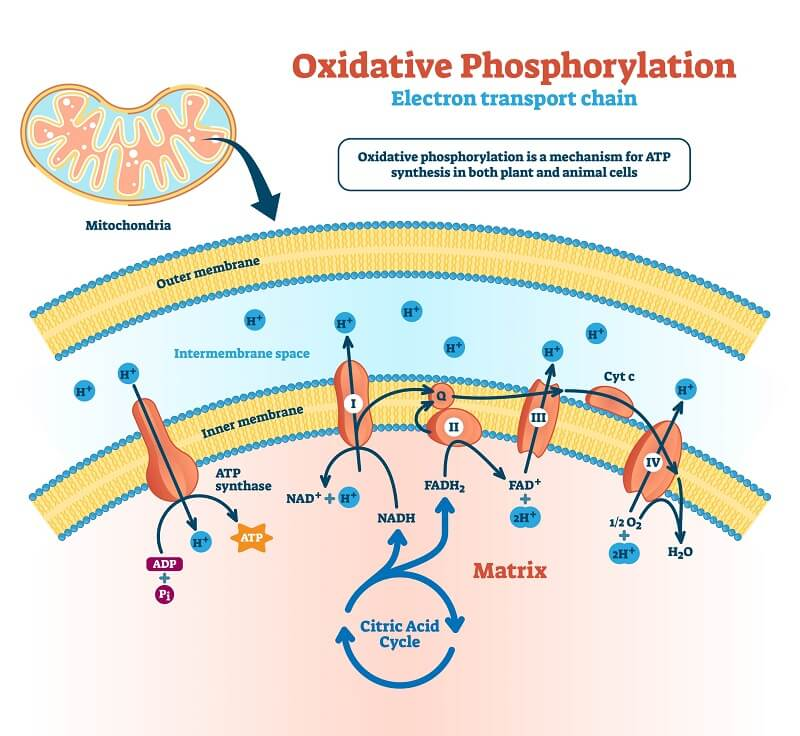 Oxidative Phosphorylation
Electron transport chain
Oxidative phosphorylation is a mechanism for ATP
synthesis in both plant and animal cells
Mitochondria
Outer membrane
H⁺
H⁺
H⁺
H⁺
H⁺
Intermembrane space
H⁺
H⁺
H⁺
H⁺
Cyt c
Inner membrane
I
Q
II
III
IV
ATP
synthase
NAD⁺ + H⁺
FADH₂
FAD⁺
+
2H⁺
NADH
1/2 O₂
+
2H⁺
H₂O
H⁺
ATP
ADP
+
Pi
Matrix
Citric Acid
Cycle